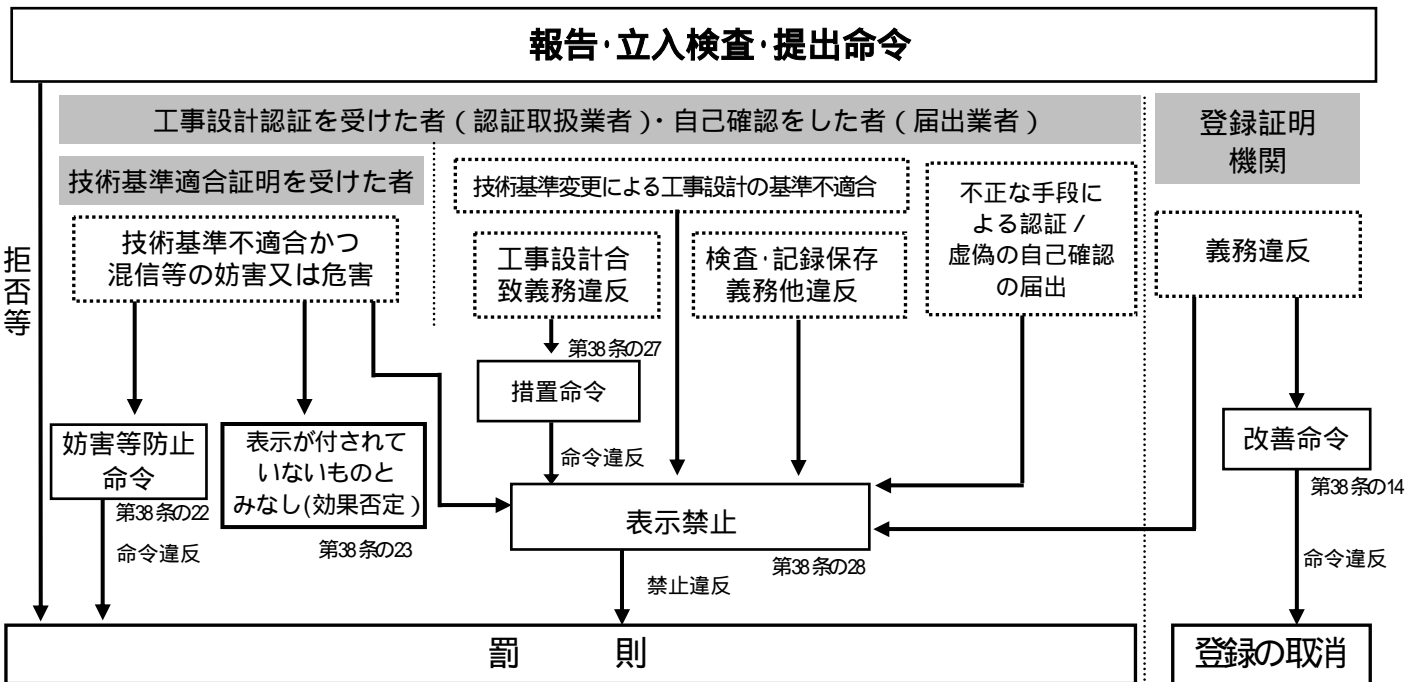 報告･立入検査･提出命令
工事設計認証を受けた者（認証取扱業者）･自己確認をした者（届出業者）
登録証明
機関
技術基準適合証明を受けた者
技術基準変更による工事設計の基準不適合
不正な手段に
よる認証／
虚偽の自己確認
の届出
技術基準不適合かつ
混信等の妨害又は危害
工事設計合
致義務違反
検査･記録保存
義務他違反
義務違反
拒否等
第38条の27
措置命令
妨害等防止
命令
表示が付されて
いないものと
みなし(効果否定）
命令違反
改善命令
第38条の14
第38条の22
表示禁止
命令違反
第38条の23
第38条の28
命令違反
禁止違反
罰則
登録の取消